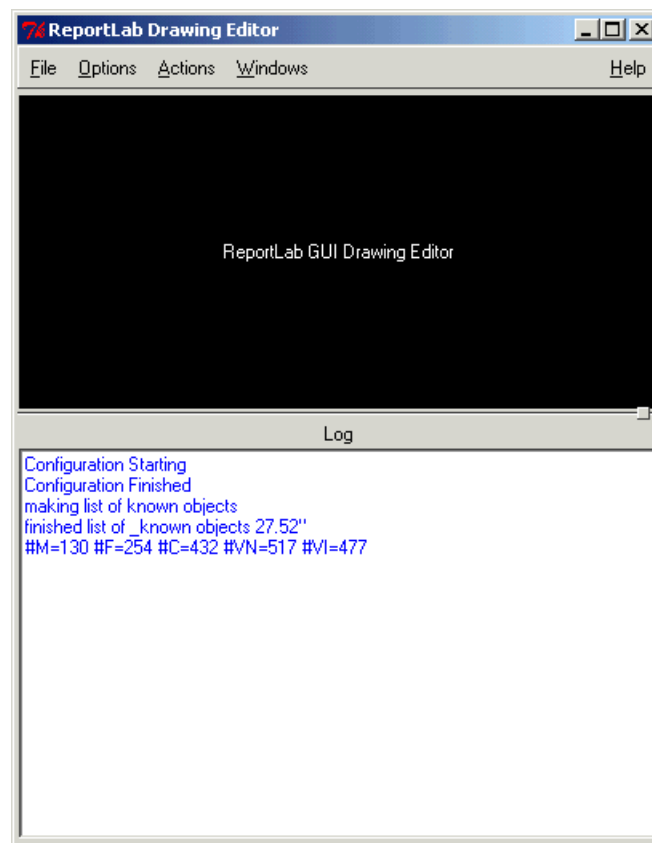 ReportLab Drawing Editor
File Options Actions Windows Help
ReportLab GUI Drawing Editor
Log
Configuration Starting
Configuration Finished
making list of known objects
finished list of _known objects 27.52"
#M=130 #F=254 #C=432 #VN=517 #VI=477